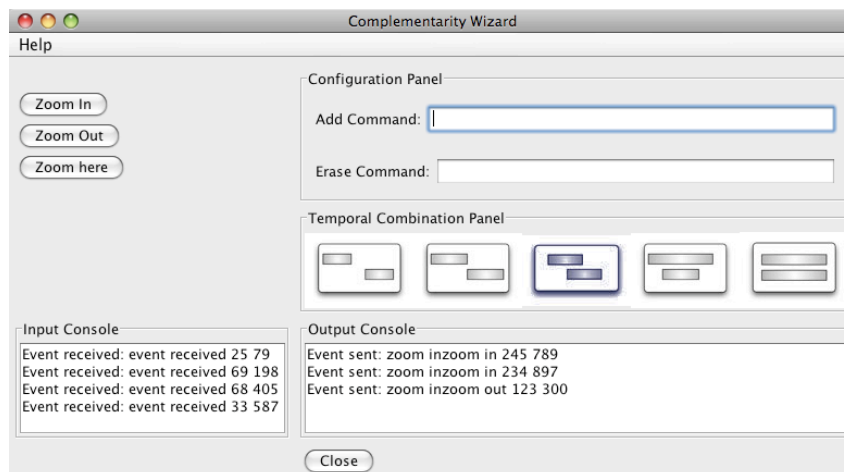 Complementarity Wizard
Help
Zoom In
Zoom Out
Zoom here
Configuration Panel
Add Command:
Erase Command:
Temporal Combination Panel
Input Console
Event received: event received 25 79
Event received: event received 69 198
Event received: event received 68 405
Event received: event received 33 587
Output Console
Event sent: zoom inzoom in 245 789
Event sent: zoom inzoom in 234 897
Event sent: zoom inzoom out 123 300
Close